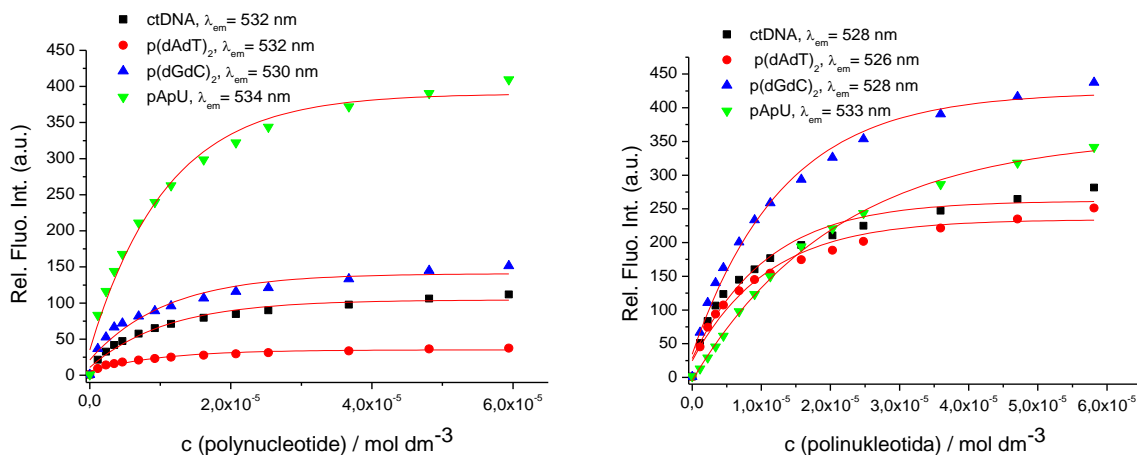 ctDNA, λem= 532 nm
p(dAdT)2, λem= 532 nm
p(dGdC)2, λem= 530 nm
pApU, λem= 534 nm
450
400
350
300
250
200
150
100
50
0
Rel. Fluo. Int. (a.u.)
0,0
2,0x10-5
4,0x10-5
6,0x10-5
c (polynucleotide) / mol dm-3
ctDNA, λem= 528 nm
p(dAdT)2, λem= 526 nm
p(dGdC)2, λem= 528 nm
pApU, λem= 533 nm
450
400
350
300
250
200
150
100
50
0
Rel. Fluo. Int. (a.u.)
0,0
1,0x10-5
2,0x10-5
3,0x10-5
4,0x10-5
5,0x10-5
6,0x10-5
c (polinukleotida) / mol dm-3